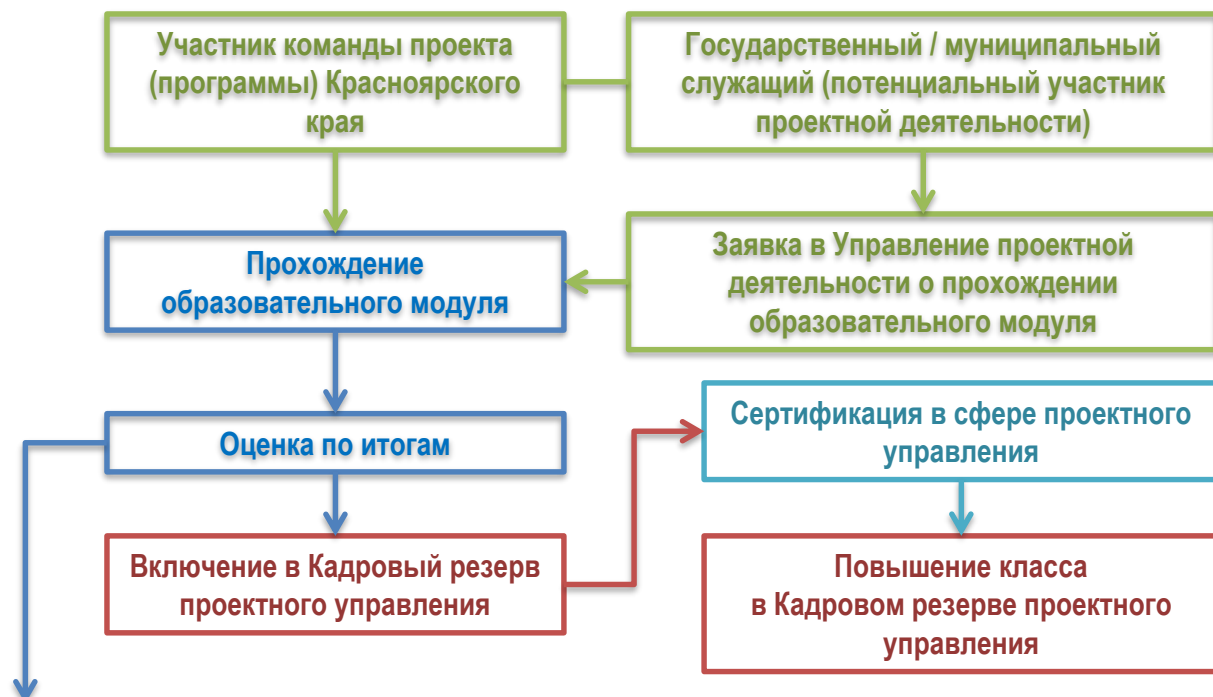 Участник команды проекта
(программы) Красноярского
края
Государственный / муниципальный
служащий (потенциальный участник
проектной деятельности)
Прохождение
образовательного модуля
Заявка в Управление проектной
деятельности о прохождении
образовательного модуля
Оценка по итогам
Сертификация в сфере проектного
управления
Включение в Кадровый резерв
проектного управления
Повышение класса
в Кадровом резерве проектного
управления